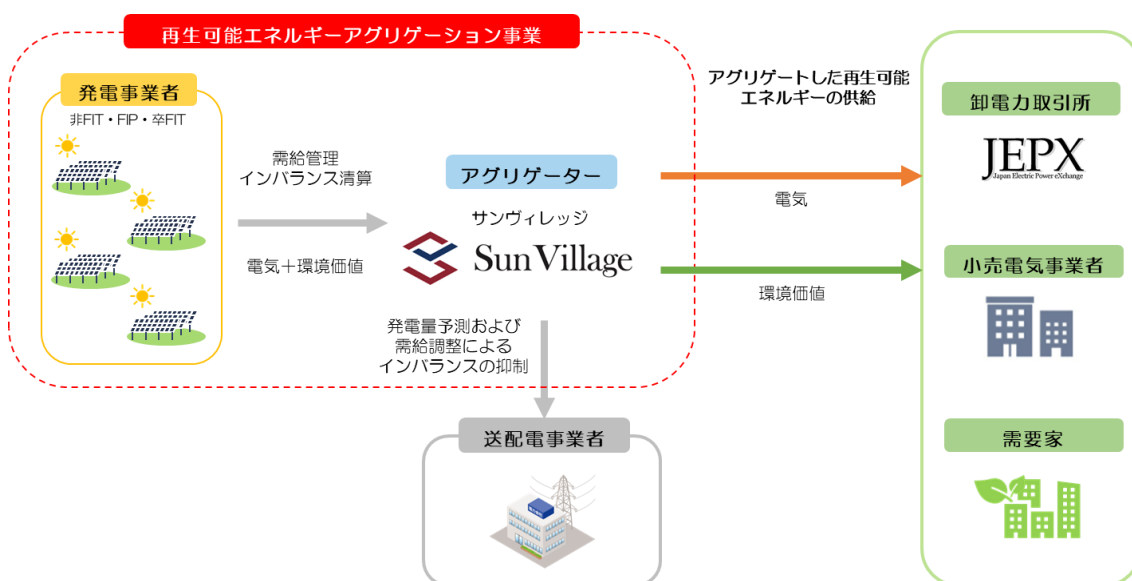 再生可能エネルギーアグリゲーション事業
発電事業者
非FIT・FIP・卒FIT
需給管理
インバランス清算
電気＋環境価値
アグリゲーター
サンヴィレッジ
Sun Village
発電量予測および
需給調整による
インバランスの抑制
送配電事業者
アグリゲートした再生可能
エネルギーの供給
電気
環境価値
卸電力取引所
JEPX
Japan Electric Power eXchange
小売電気事業者
需要家